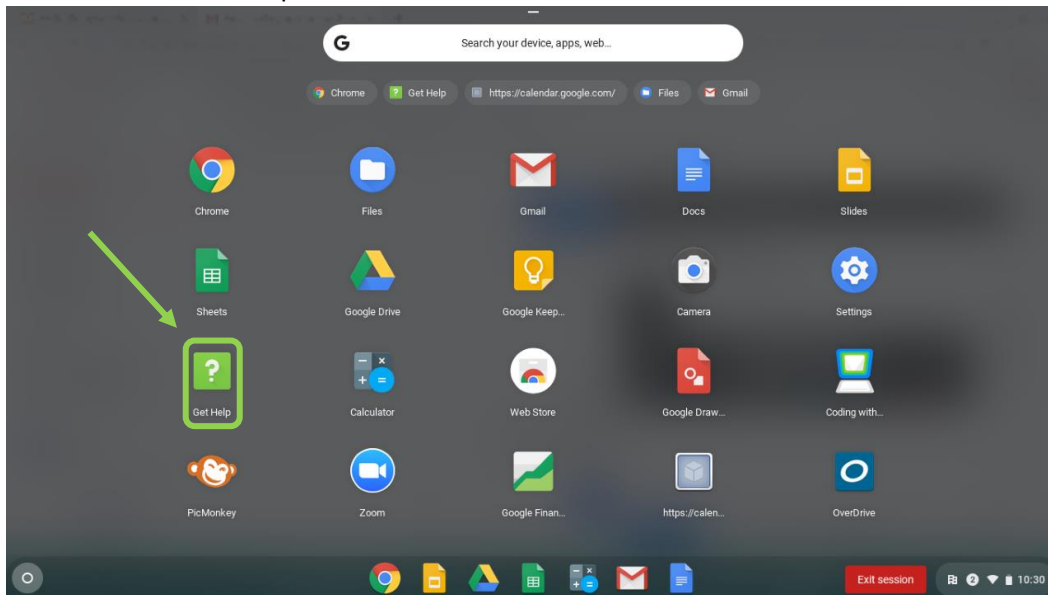 Search your device, apps, web...
Chrome Get Help https://calendar.google.com/ Files Gmail
Chrome Files Gmail Docs Slides
Sheets Google Drive Google Keep... Camera Settings
Get Help Calculator Web Store Google Draw... Coding with...
PicMonkey Zoom Google Finan... https://calen... OverDrive
Exit session 2 10:30